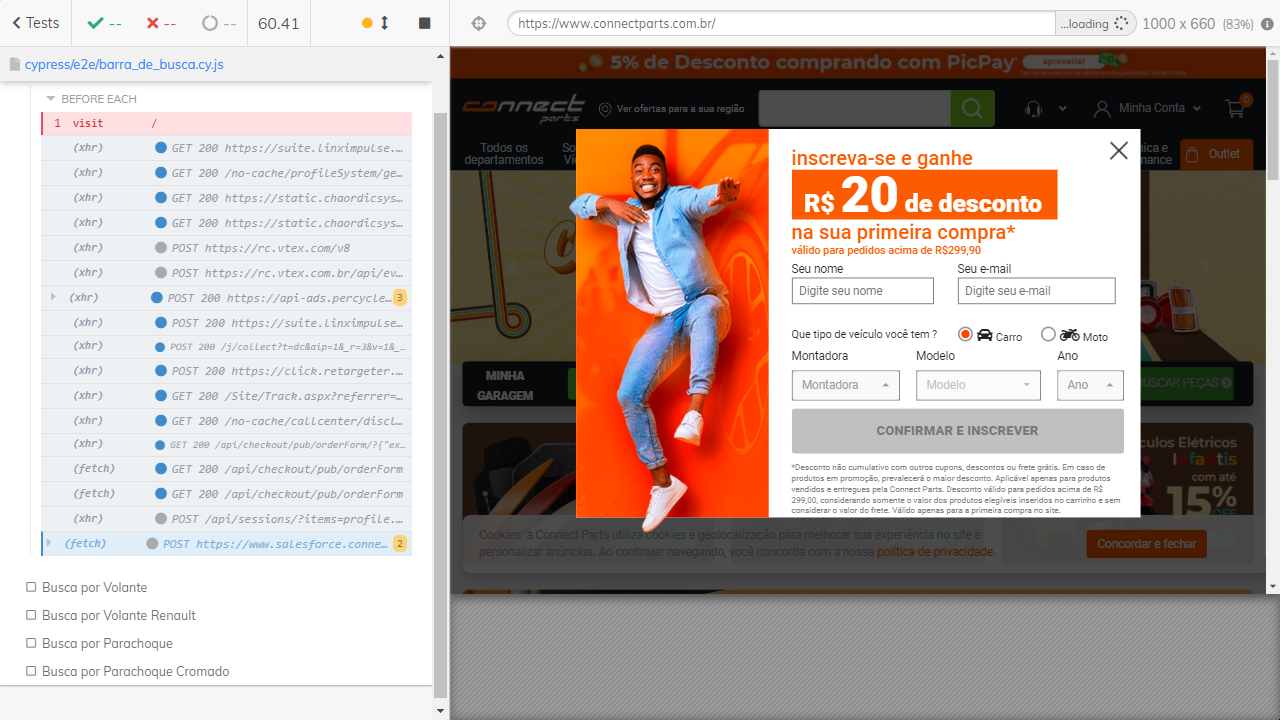 Tests
--
--
--
60.41
https://www.connectparts.com.br/
...loading
1000 x 660 (83%)
cypress/e2e/barra_de_busca.cy.js
BEFORE EACH
1 visit /
(xhr) GET 200 https://suite.linximpulse....
(xhr) GET 200 /no-cache/profileSystem/ge...
(xhr) GET 200 https://static.chaordicsys...
(xhr) GET 200 https://static.chaordicsys...
(xhr) POST https://rc.vtex.com/v8
(xhr) POST https://rc.vtex.com.br/api/ev...
(xhr) POST 200 https://api-ads.percycle... 3
(xhr) POST 200 https://suite.linximpulse...
(xhr) POST 200 /j/collect?t=dc&aip=1&_r=3&v=1&_...
(xhr) GET 200 https://click.retargeter....
(xhr) GET 200 /Site/Track.aspx?referrer=...
(xhr) GET 200 /no-cache/callcenter/discl...
(xhr) GET 200 /api/checkout/pub/orderForm/?{"ex...
(fetch) GET 200 /api/checkout/pub/orderForm
(fetch) GET 200 /api/checkout/pub/orderForm
(xhr) POST /api/sessions/?items=profile....
(fetch) POST https://www.salesforce.conne... 2
Busca por Volante
Busca por Volante Renault
Busca por Parachoque
Busca por Parachoque Cromado
5% de Desconto comprando com PicPay*
aproveite!
connect
parts
Ver ofertas para a sua região
Minha Conta
0
Todos os
departamentos
Outlet
inscreva-se e ganhe
R$ 20 de desconto
na sua primeira compra*
válido para pedidos acima de R$299,90
Seu nome
Seu e-mail
Digite seu nome
Digite seu e-mail
Que tipo de veículo você tem ?
Carro
Moto
Montadora
Modelo
Ano
Montadora
Modelo
Ano
CONFIRMAR E INSCREVER
*Desconto não cumulativo com outros cupons, descontos ou frete grátis. Em caso de
produtos em promoção, prevalecerá o maior desconto. Aplicável apenas para produtos
vendidos e entregues pela Connect Parts. Desconto válido para pedidos acima de R$
299,00, considerando somente o valor dos produtos elegíveis inseridos no carrinho e sem
considerar o valor do frete. Válido apenas para a primeira compra no site.
MINHA
GARAGEM
BUSCAR PEÇAS
culos Elétricos
Infantis
com até
15%
OFF
Cookies: a Connect Parts utiliza cookies e geolocalização para melhorar sua experiência no site e
personalizar anúncios. Ao continuar navegando, você concorda com a nossa política de privacidade.
Concordar e fechar